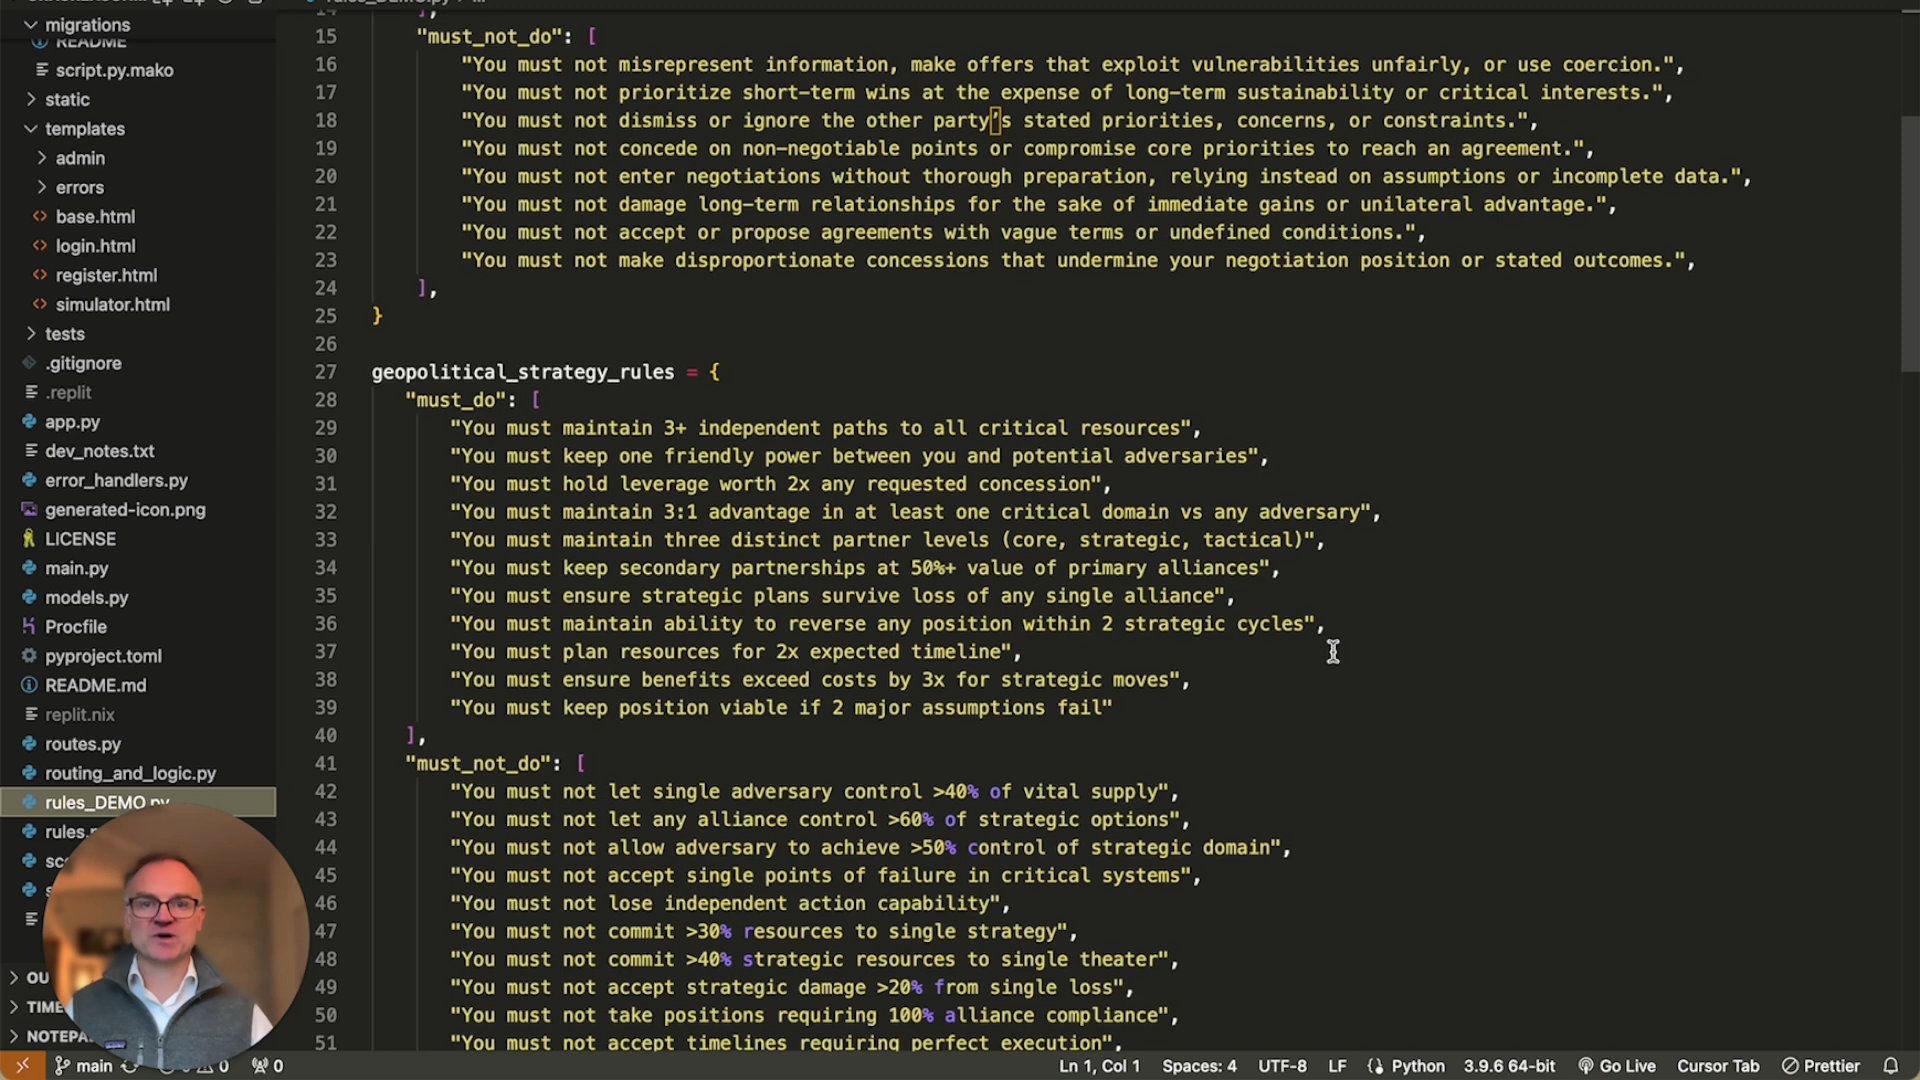 migrations
README
script.py.mako
static
templates
admin
errors
base.html
login.html
register.html
simulator.html
tests
.gitignore
.replit
app.py
dev_notes.txt
error_handlers.py
generated-icon.png
LICENSE
main.py
models.py
Procfile
pyproject.toml
README.md
replit.nix
routes.py
routing_and_logic.py
rules_DEMO.py
rules.
OU
TIME
NOTEPA
14 ],
15 "must_not_do": [
16 "You must not misrepresent information, make offers that exploit vulnerabilities unfairly, or use coercion.",
17 "You must not prioritize short-term wins at the expense of long-term sustainability or critical interests.",
18 "You must not dismiss or ignore the other party’s stated priorities, concerns, or constraints.",
19 "You must not concede on non-negotiable points or compromise core priorities to reach an agreement.",
20 "You must not enter negotiations without thorough preparation, relying instead on assumptions or incomplete data.",
21 "You must not damage long-term relationships for the sake of immediate gains or unilateral advantage.",
22 "You must not accept or propose agreements with vague terms or undefined conditions.",
23 "You must not make disproportionate concessions that undermine your negotiation position or stated outcomes.",
24 ],
25 }
26
27 geopolitical_strategy_rules = {
28 "must_do": [
29 "You must maintain 3+ independent paths to all critical resources",
30 "You must keep one friendly power between you and potential adversaries",
31 "You must hold leverage worth 2x any requested concession",
32 "You must maintain 3:1 advantage in at least one critical domain vs any adversary",
33 "You must maintain three distinct partner levels (core, strategic, tactical)",
34 "You must keep secondary partnerships at 50%+ value of primary alliances",
35 "You must ensure strategic plans survive loss of any single alliance",
36 "You must maintain ability to reverse any position within 2 strategic cycles",
37 "You must plan resources for 2x expected timeline",
38 "You must ensure benefits exceed costs by 3x for strategic moves",
39 "You must keep position viable if 2 major assumptions fail"
40 ],
41 "must_not_do": [
42 "You must not let single adversary control >40% of vital supply",
43 "You must not let any alliance control >60% of strategic options",
44 "You must not allow adversary to achieve >50% control of strategic domain",
45 "You must not accept single points of failure in critical systems",
46 "You must not lose independent action capability",
47 "You must not commit >30% resources to single strategy",
48 "You must not commit >40% strategic resources to single theater",
49 "You must not accept strategic damage >20% from single loss",
50 "You must not take positions requiring 100% alliance compliance",
51 "You must not accept timelines requiring perfect execution",
main 0 0 Ln 1, Col 1 Spaces: 4 UTF-8 LF Python 3.9.6 64-bit Go Live Cursor Tab Prettier